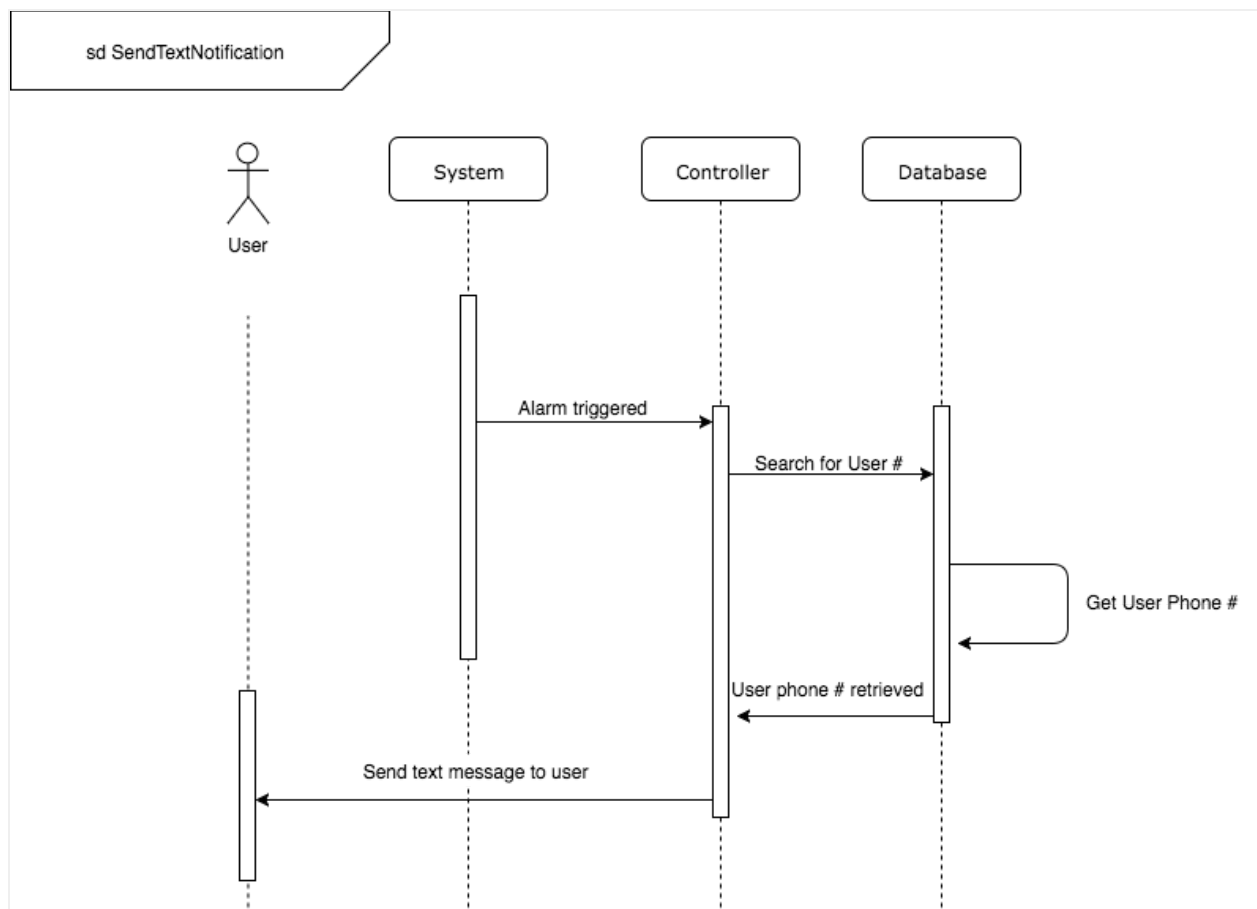 sd SendTextNotification
System
Controller
Database
User
Alarm triggered
Search for User #
Get User Phone #
User phone # retrieved
Send text message to user